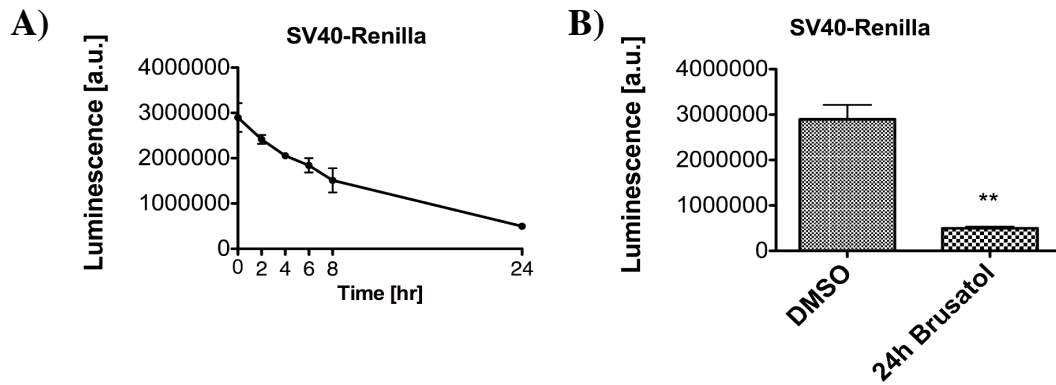 A)
SV40-Renilla
Luminescence [a.u.]
4000000
3000000
2000000
1000000
0
0 2 4 6 8 24
Time [hr]
B)
SV40-Renilla
Luminescence [a.u.]
4000000
3000000
2000000
1000000
0
**
DMSO
24h Brusatol